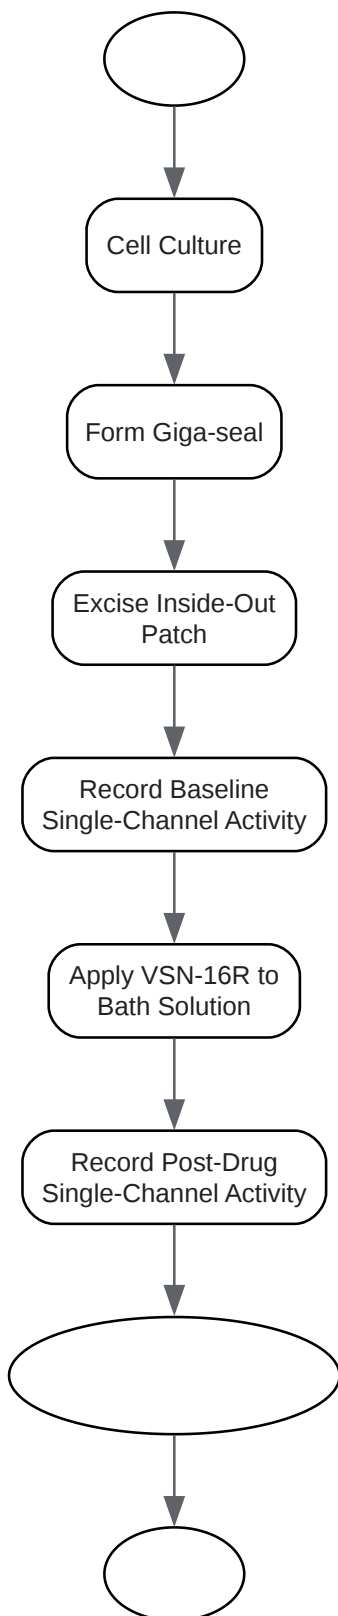 Cell Culture
Form Giga-seal
Excise Inside-Out
Patch
Record Baseline
Single-Channel Activity
Apply VSN-16R to
Bath Solution
Record Post-Drug
Single-Channel Activity